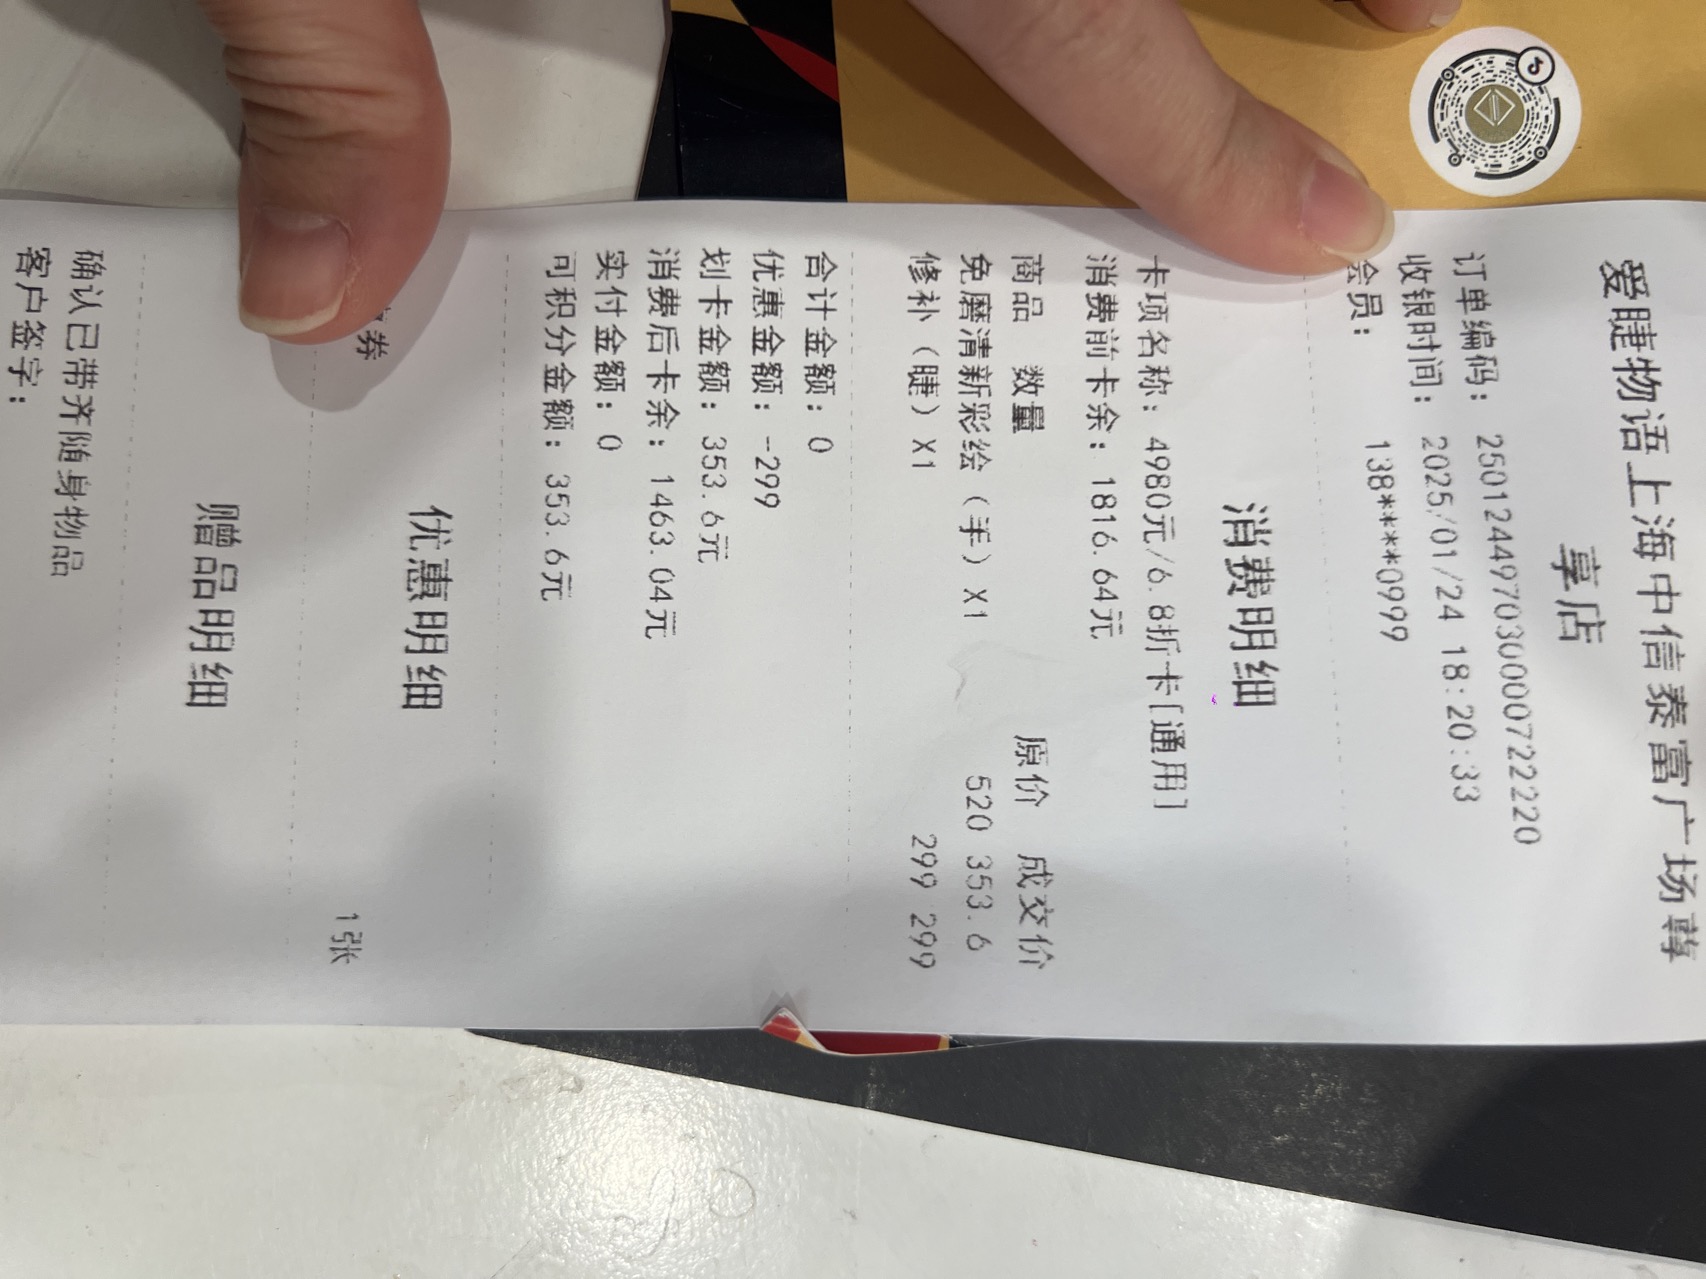 爱睫物语上海中信泰富广场尊
享店
订单编码: 25012449703000072​2220
收银时间: 2025/01/24 18:20:33
会员: 138****0999
消费明细
卡项名称: 4980元/6.8折卡[通用]
消费前卡余: 1816.64元
商品 数量 原价 成交价
免磨清新彩绘(手) X1 520 353.6
修补(睫) X1 299 299
合计金额: 0
优惠金额: -299
划卡金额: 353.6元
消费后卡余: 1463.04元
实付金额: 0
可积分金额: 353.6元
优惠明细
券 1张
赠品明细
确认已带齐随身物品
客户签字: